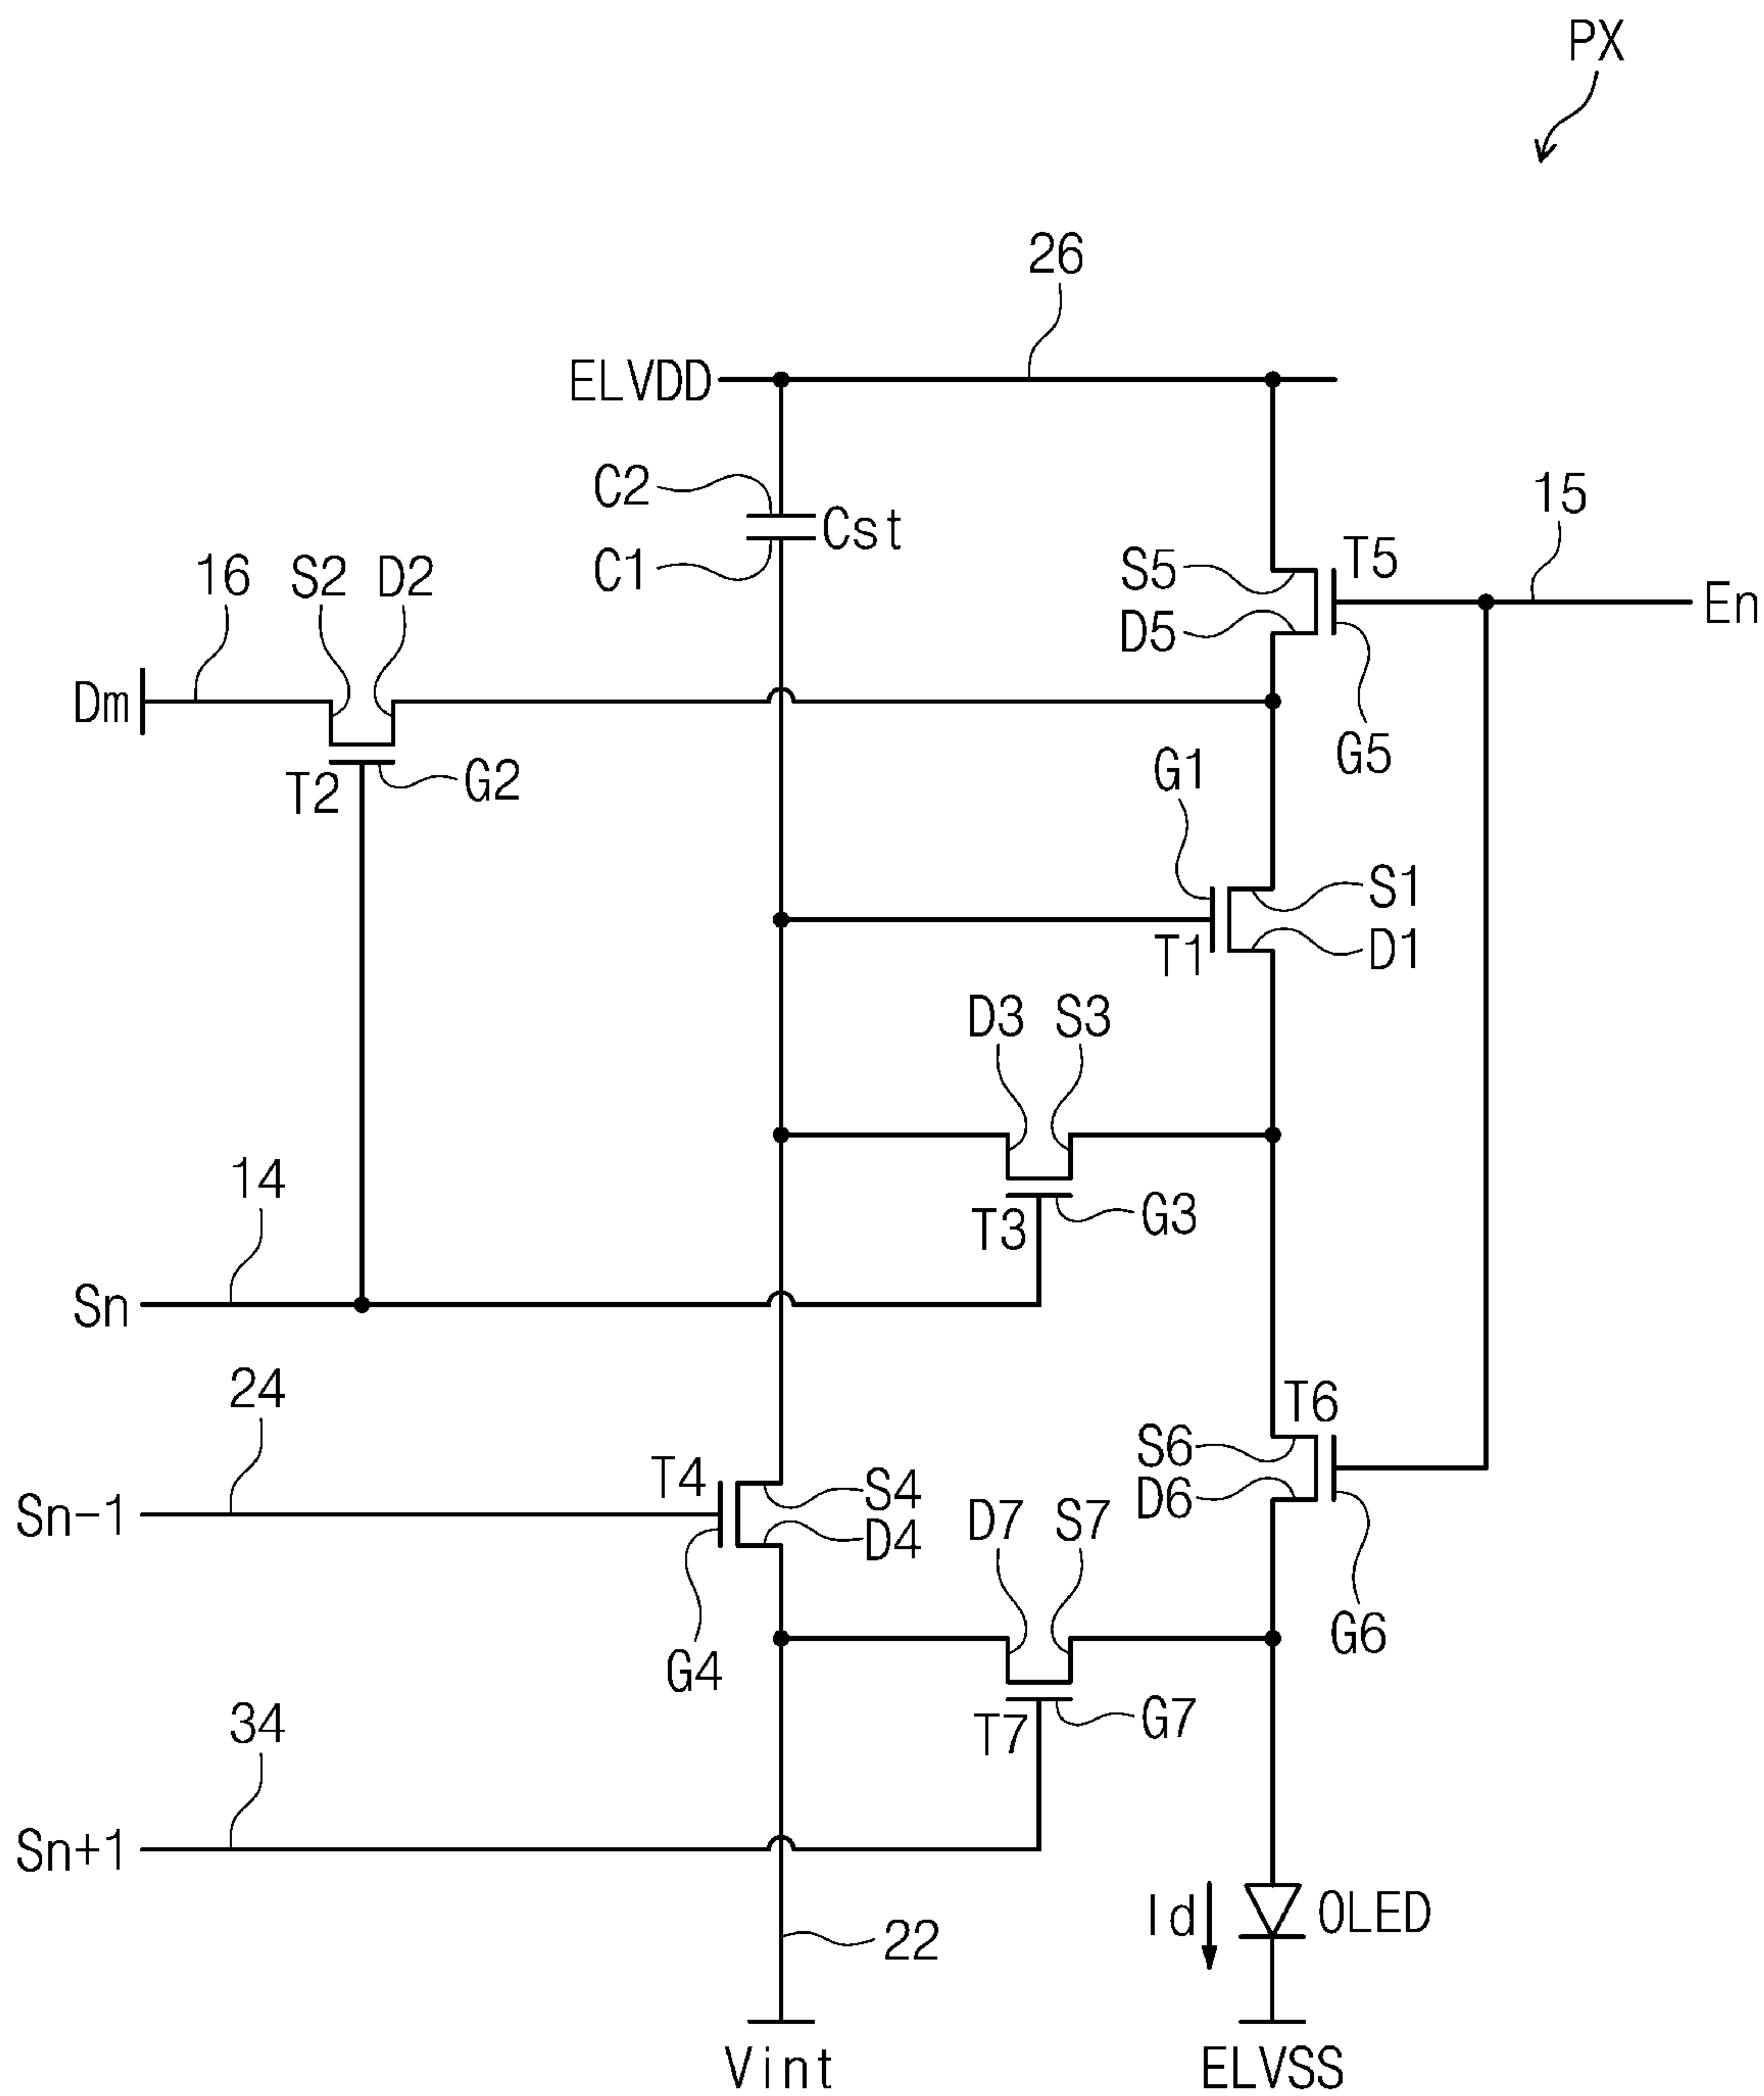 PX
26
ELVDD
C2
Cst
C1
15
16
S2
D2
S5
T5
D5
En
Dm
G5
T2
G2
G1
S1
T1
D1
D3
S3
14
T3
G3
Sn
24
T6
S6
T4
S4
D6
Sn-1
D4
D7
S7
G4
G6
34
T7
G7
Sn+1
Id
OLED
22
Vint
ELVSS